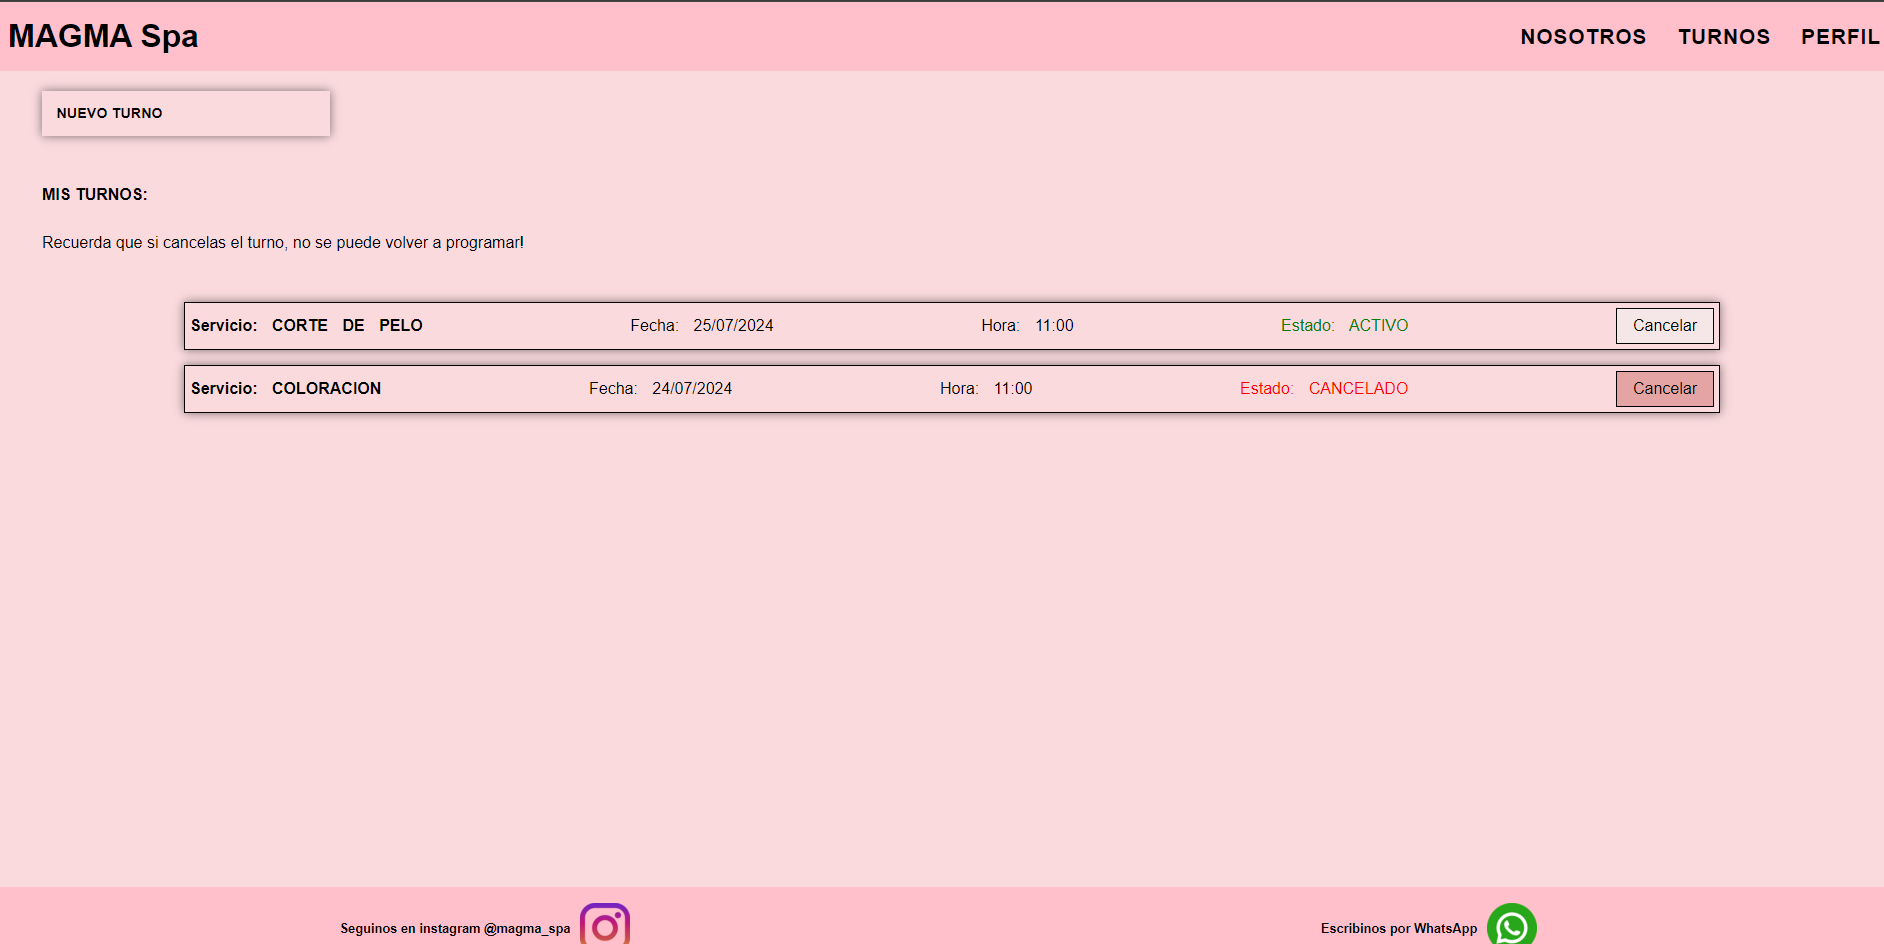 MAGMA Spa NOSOTROS TURNOS PERFIL
NUEVO TURNO
MIS TURNOS:
Recuerda que si cancelas el turno, no se puede volver a programar!
Servicio: CORTE DE PELO Fecha: 25/07/2024 Hora: 11:00 Estado: ACTIVO Cancelar
Servicio: COLORACION Fecha: 24/07/2024 Hora: 11:00 Estado: CANCELADO Cancelar
Seguinos en instagram @magma_spa Escribinos por WhatsApp